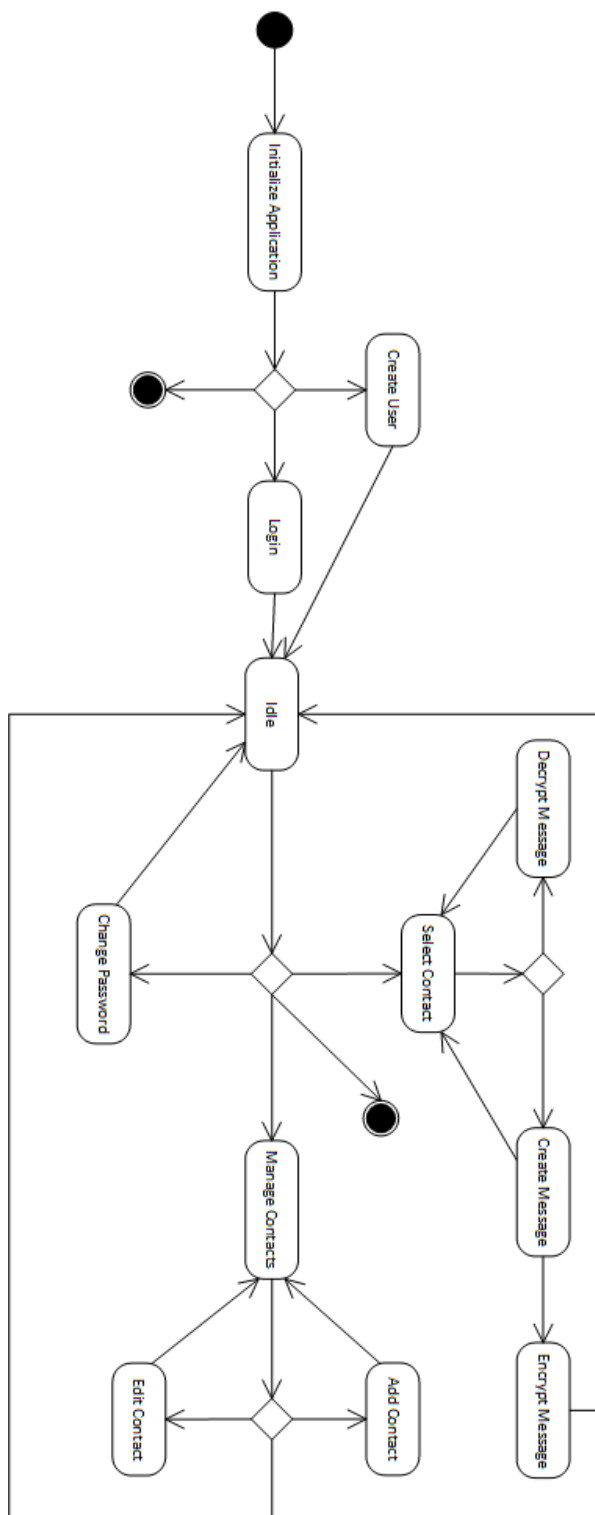 Initialize Application
Create User
Login
Idle
Decrypt Message
Change Password
Select Contact
Create Message
Manage Contacts
Encrypt Message
Edit Contact
Add Contact